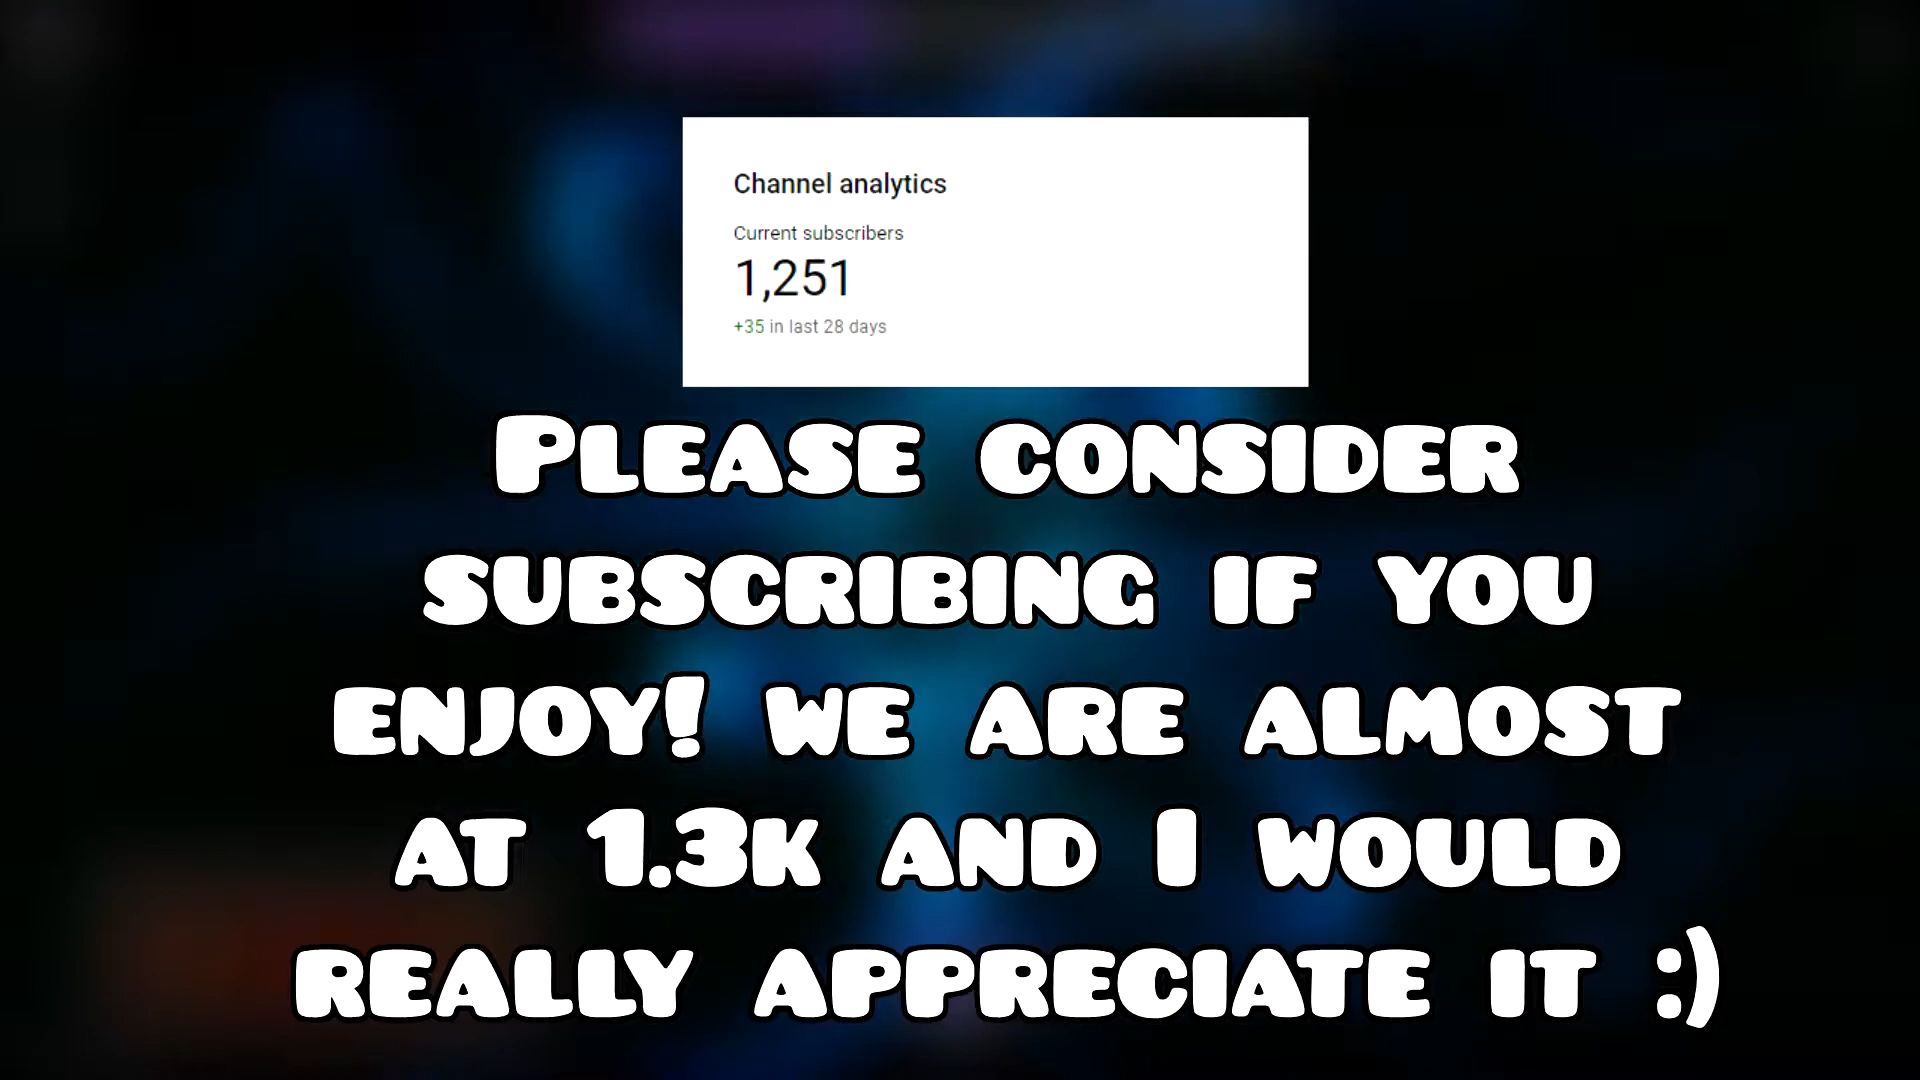 Channel analytics
Current subscribers
1,251
+35 in last 28 days
Please consider
subscribing if you
enjoy! we are almost
at 1.3k and I would
really appreciate it :)